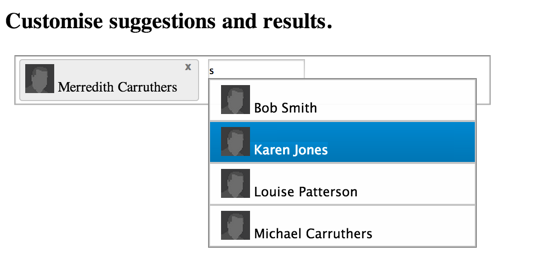 Customise suggestions and results.
x
Merredith Carruthers
s
Bob Smith
Karen Jones
Louise Patterson
Michael Carruthers